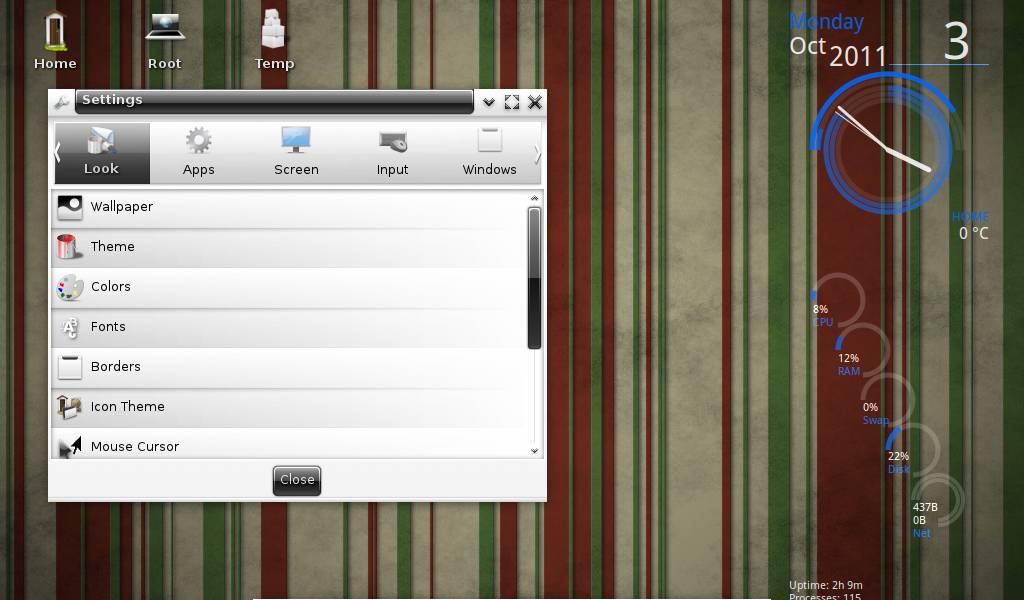 Home
Root
Temp
Settings
Look
Apps
Screen
Input
Windows
Wallpaper
Theme
Colors
Fonts
Borders
Icon Theme
Mouse Cursor
Close
Monday
Oct 2011
3
HOME
0 °C
8%
CPU
12%
RAM
0%
Swap
22%
Disk
437B
0B
Net
Uptime: 2h 9m
Processes: 115